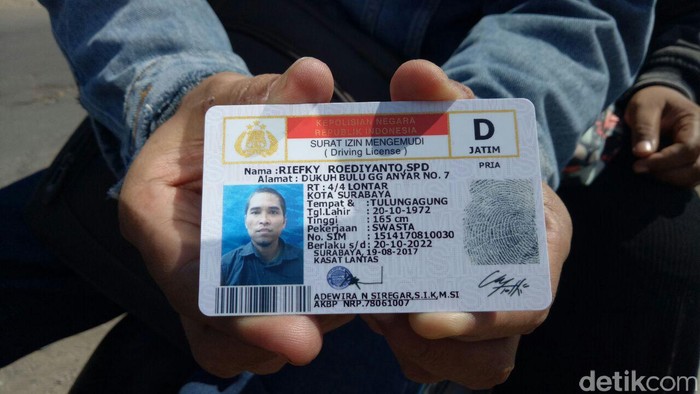 KEPOLISIAN NEGARA
REPUBLIK INDONESIA
SURAT IZIN MENGEMUDI
( Driving License )
D
JATIM
PRIA
Nama :RIEFKY ROEDIYANTO,SPD
Alamat : DUKUH BULU GG ANYAR NO. 7
RT : 4/4 LONTAR
KOTA SURABAYA
Tempat & :TULUNGAGUNG
Tgl.Lahir : 20-10-1972
Tinggi : 165 cm
Pekerjaan : SWASTA
No. SIM : 1514170810030
Berlaku s/d : 20-10-2022
SURABAYA, 19-08-2017
KASAT LANTAS
ADEWIRA N SIREGAR,S.I.K,M.SI
AKBP NRP.78061007
detikcom